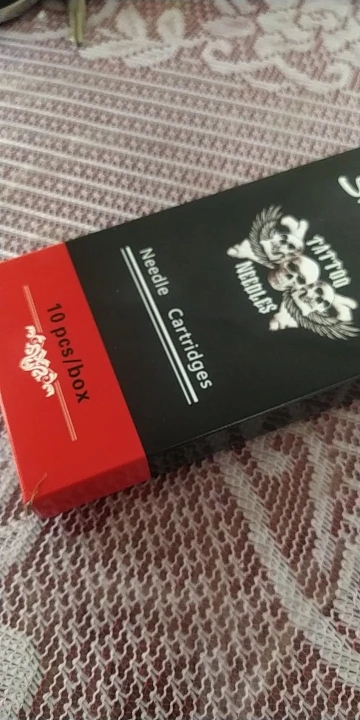 TATTOO
NEEDLES
Needle Cartridges
10 pcs/box